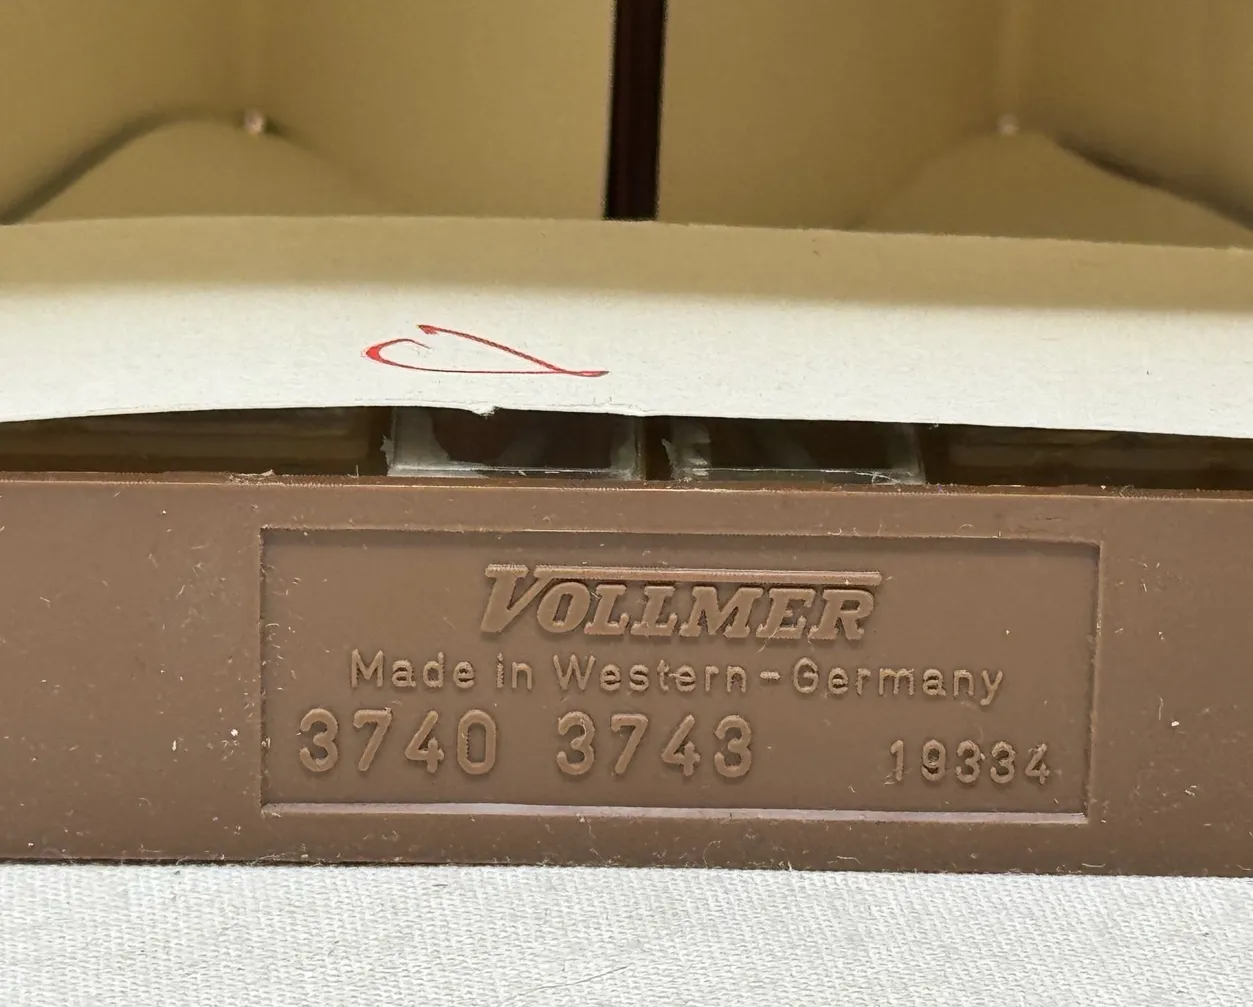 VOLLMER
Made in Western-Germany
3740 3743 19334